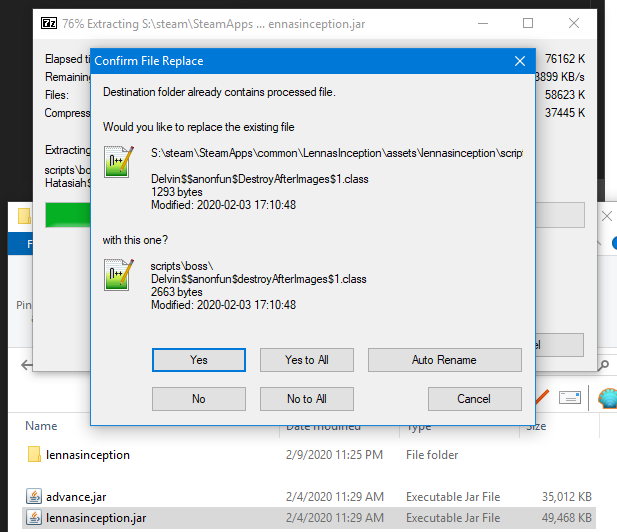 76% Extracting S:\steam\SteamApps ... ennasinception.jar
Elapsed ti
76162 K
Remaining
3899 KB/s
Files:
58623 K
Compress
37445 K
Extracting
scripts\bo
Hatasiah$
Confirm File Replace
Destination folder already contains processed file.
Would you like to replace the existing file
S:\steam\SteamApps\common\LennasInception\assets\lennasinception\script
Delvin$$anonfun$DestroyAfterImages$1.class
1293 bytes
Modified: 2020-02-03 17:10:48
with this one?
scripts\boss\
Delvin$$anonfun$destroyAfterImages$1.class
2663 bytes
Modified: 2020-02-03 17:10:48
Yes
Yes to All
Auto Rename
No
No to All
Cancel
el
F
Pin
Name
Date modified
Type
Size
lennasinception
2/9/2020 11:25 PM
File folder
advance.jar
2/4/2020 11:29 AM
Executable Jar File
35,012 KB
lennasinception.jar
2/4/2020 11:29 AM
Executable Jar File
49,468 KB